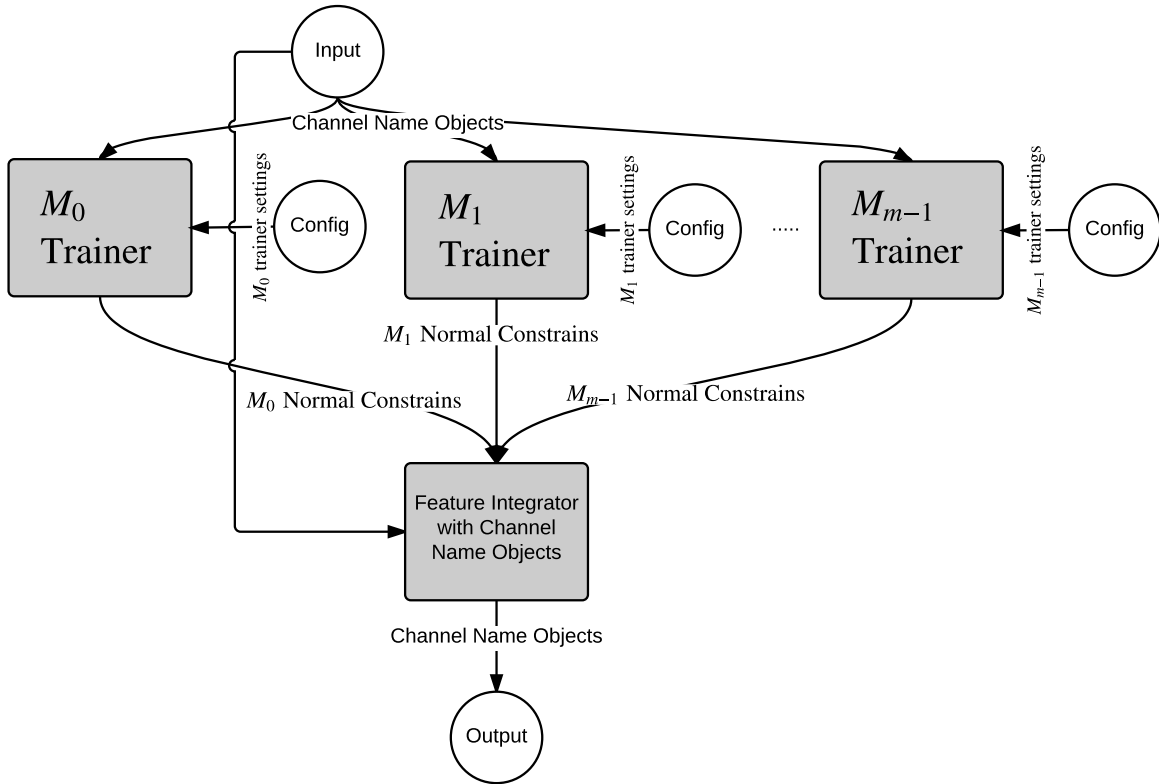 Input
Channel Name Objects
M₀
Trainer
M₀ trainer settings
Config
M₁
Trainer
M₁ trainer settings
Config
.....
Mₘ₋₁
Trainer
Mₘ₋₁ trainer settings
Config
M₁ Normal Constrains
M₀ Normal Constrains
Mₘ₋₁ Normal Constrains
Feature Integrator
with Channel
Name Objects
Channel Name Objects
Output